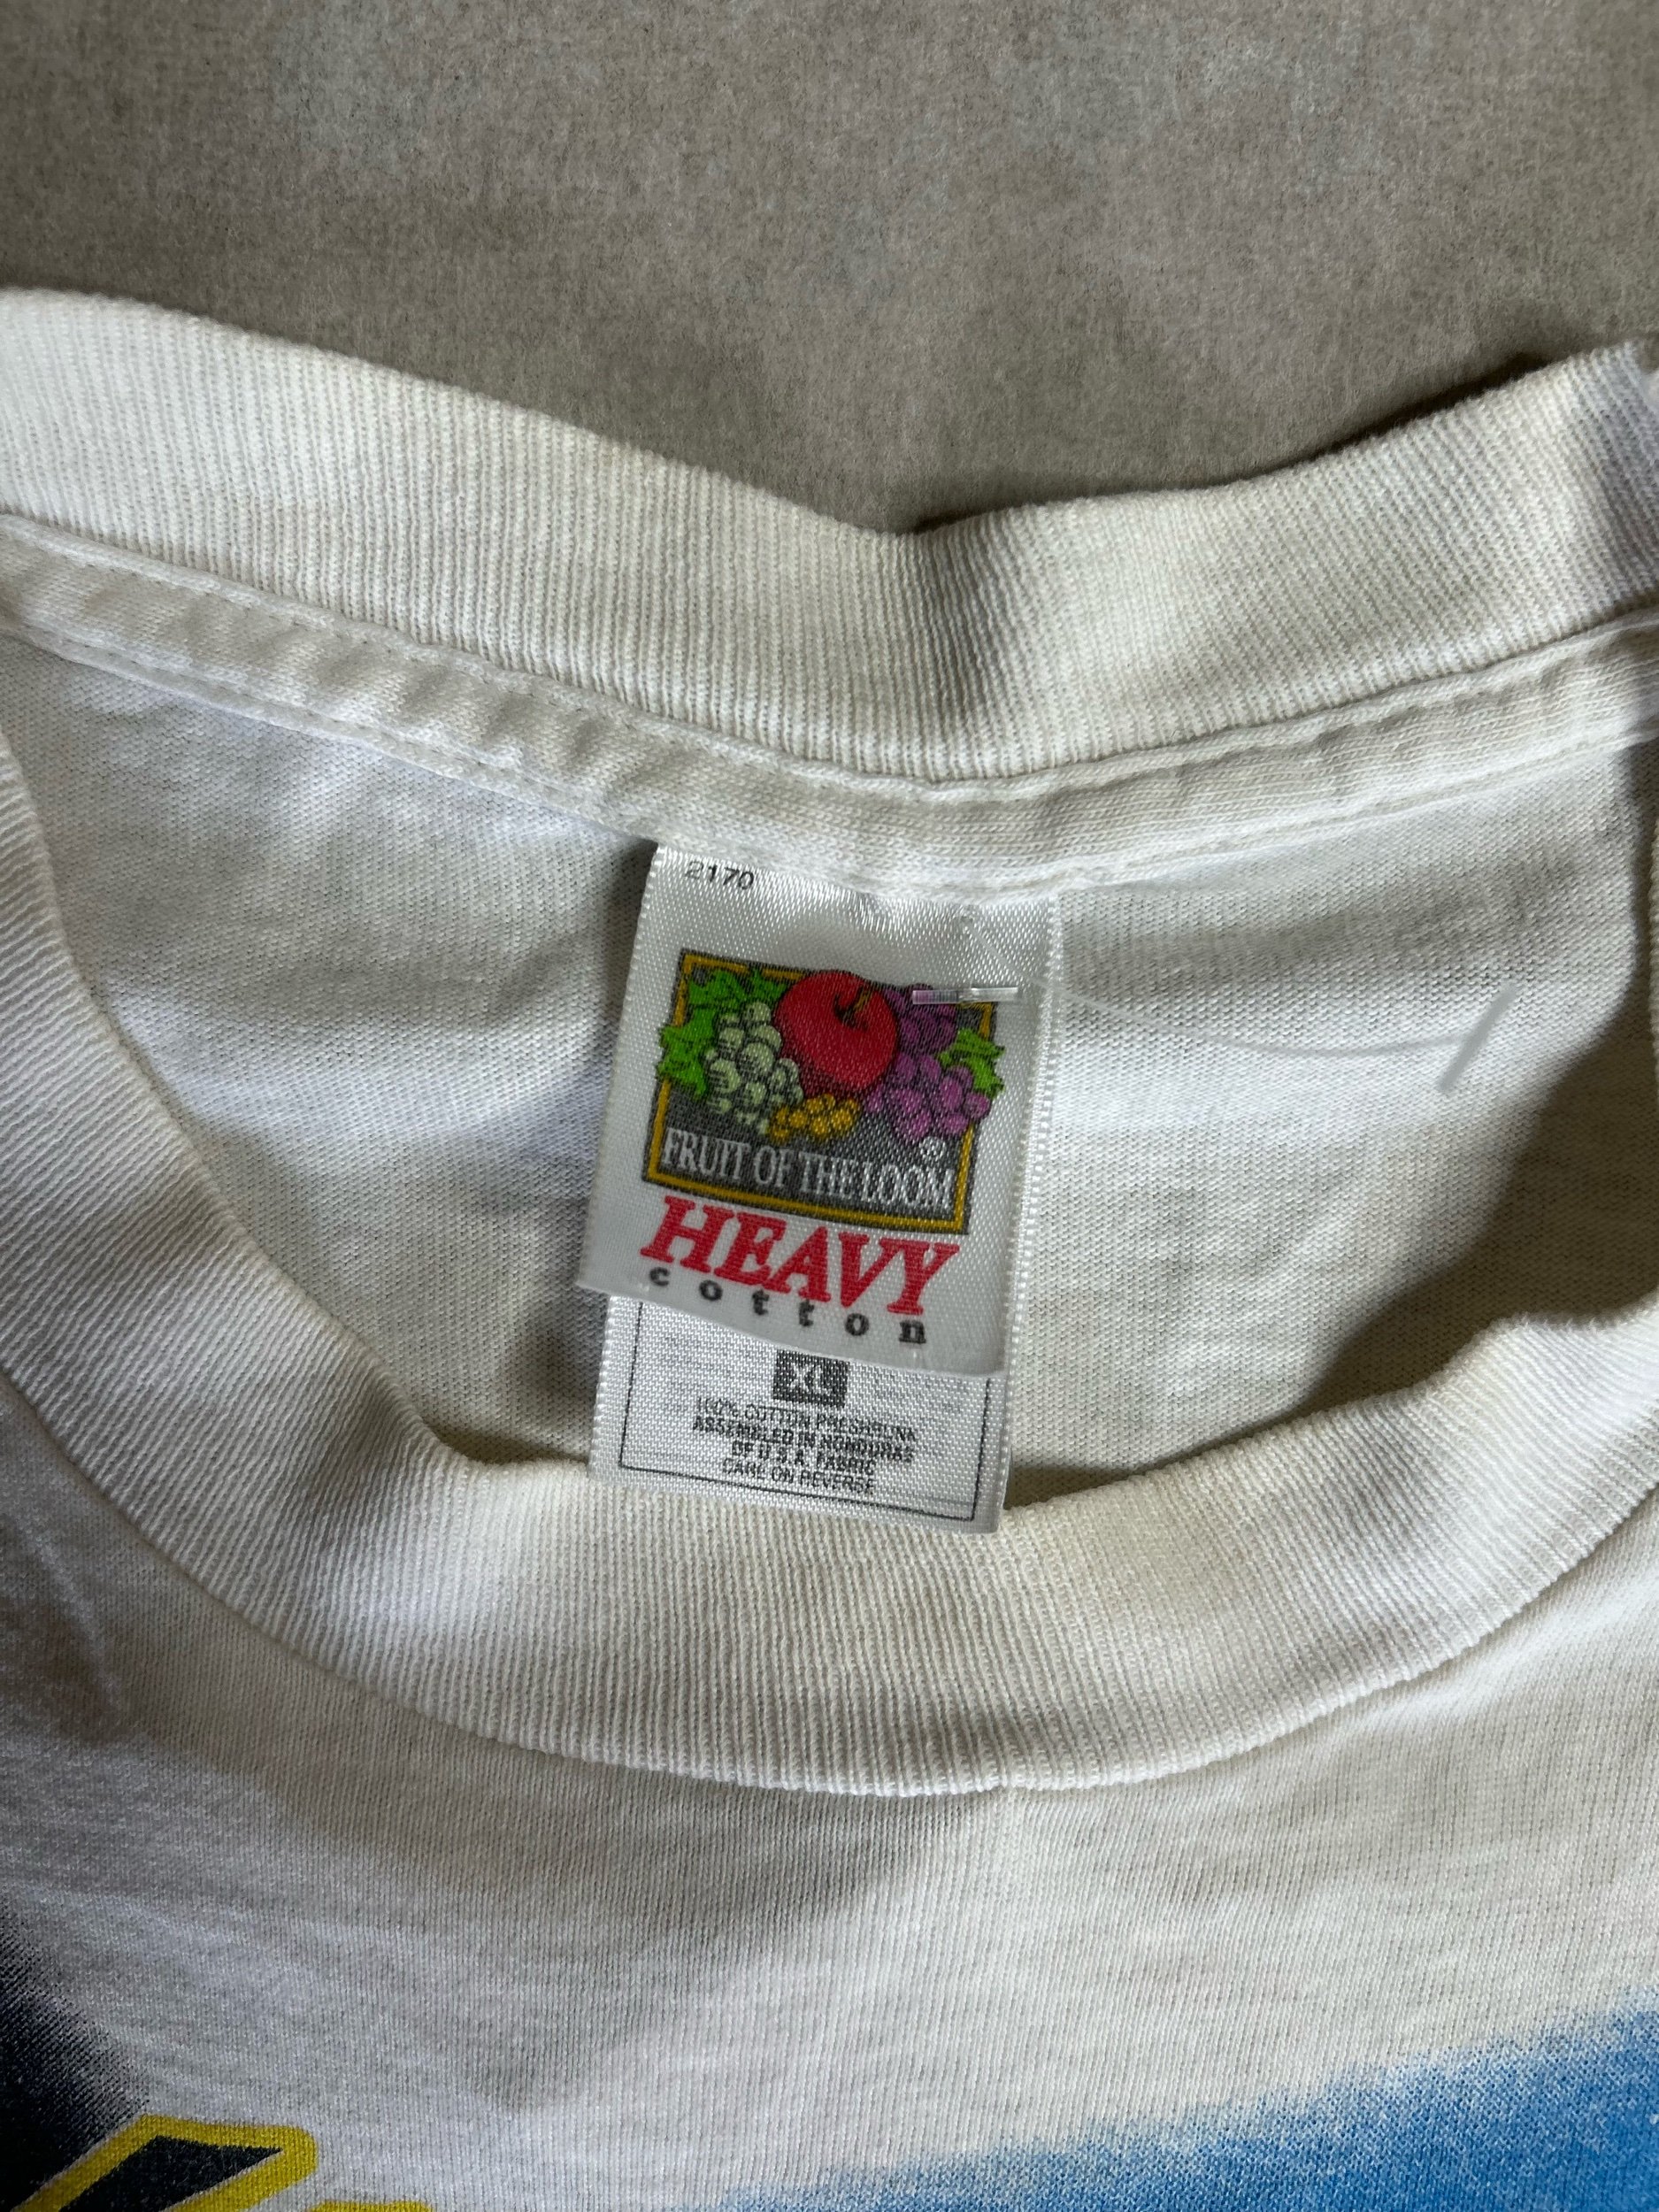 2170
FRUIT OF THE LOOM
®
HEAVY
cotton
XL
100% COTTON PRESHRUNK
ASSEMBLED IN HONDURAS
OF U.S.A. FABRIC
CARE ON REVERSE